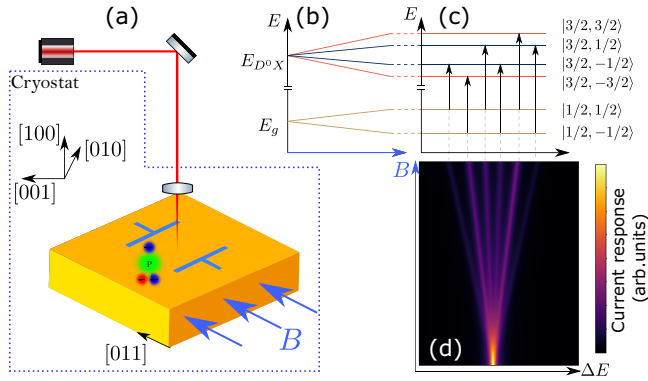 (a)
Cryostat
[100]
[010]
[001]
P
[011]
B
(b)
E
E_{D⁰X}
E_g
B
(c)
E
|3/2, 3/2⟩
|3/2, 1/2⟩
|3/2, −1/2⟩
|3/2, −3/2⟩
|1/2, 1/2⟩
|1/2, −1/2⟩
(d)
ΔE
Current response
(arb.units)